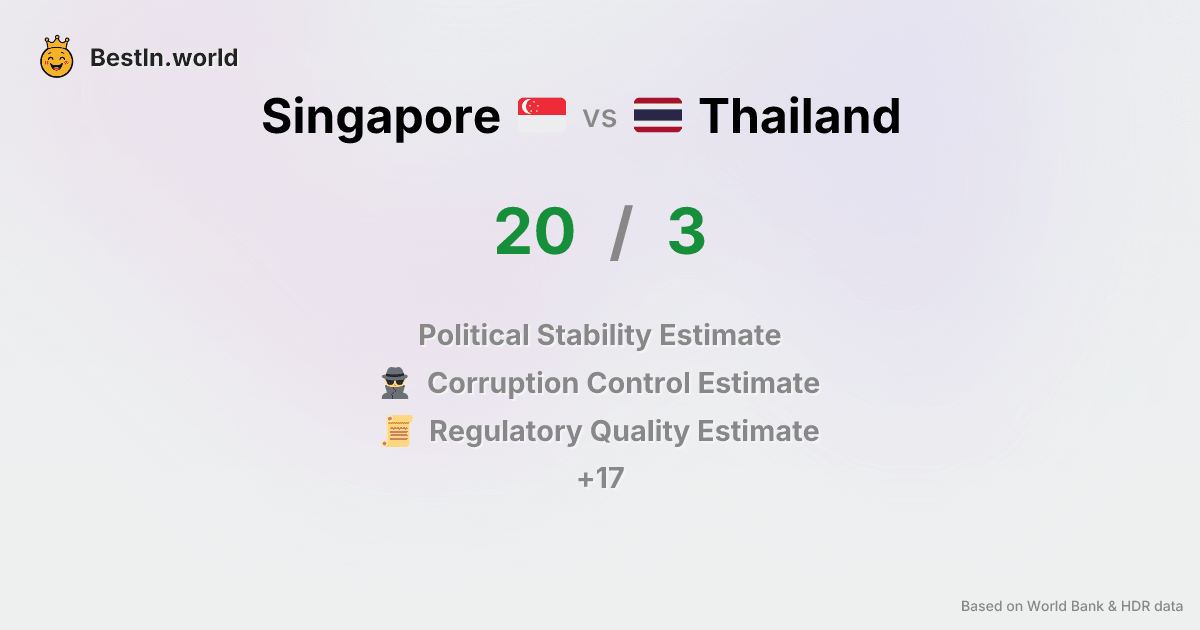 BestIn.world
Singapore vs Thailand
20 / 3
Political Stability Estimate
Corruption Control Estimate
Regulatory Quality Estimate
+17
Based on World Bank & HDR data